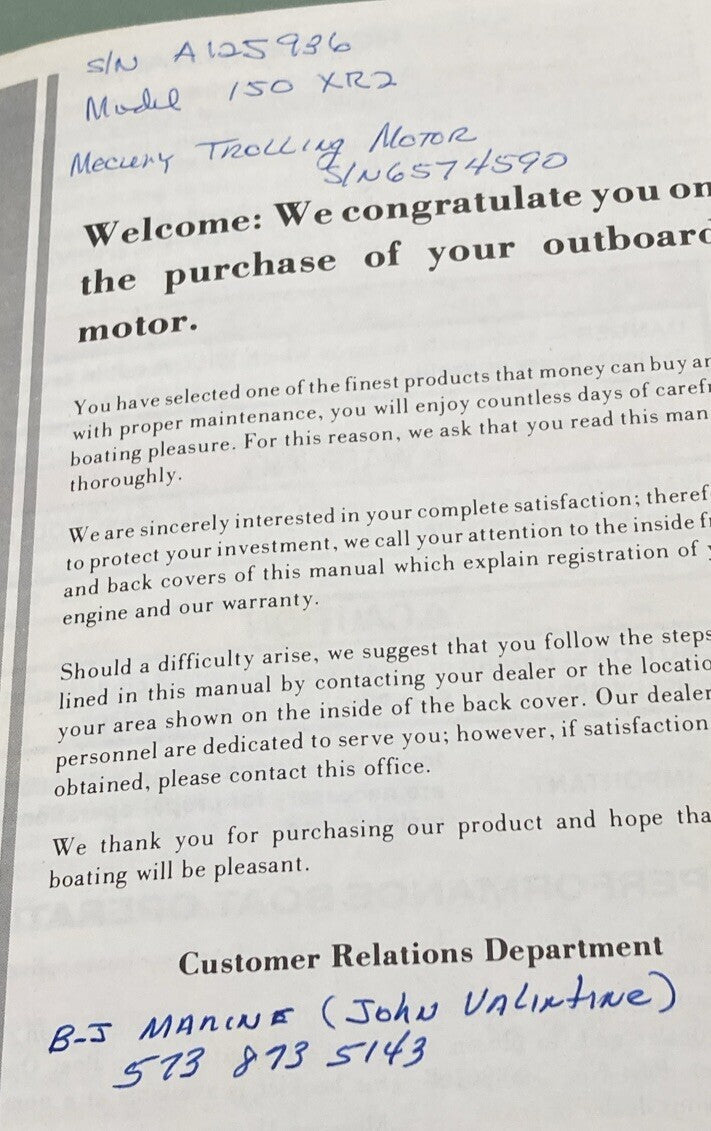 S/N A125936
Model 150 XR2
Mecury TROLLing MOTOR
S/N6574590
Welcome: We congratulate you on
the purchase of your outboard
motor.
You have selected one of the finest products that money can buy an
with proper maintenance, you will enjoy countless days of carefr
boating pleasure. For this reason, we ask that you read this man
thoroughly.
We are sincerely interested in your complete satisfaction; theref
to protect your investment, we call your attention to the inside fr
and back covers of this manual which explain registration of y
engine and our warranty.
Should a difficulty arise, we suggest that you follow the steps
lined in this manual by contacting your dealer or the locatio
your area shown on the inside of the back cover. Our dealer
personnel are dedicated to serve you; however, if satisfaction
obtained, please contact this office.
We thank you for purchasing our product and hope tha
boating will be pleasant.
Customer Relations Department
B-J MARINE (John VALINtiNe)
573 873 5143